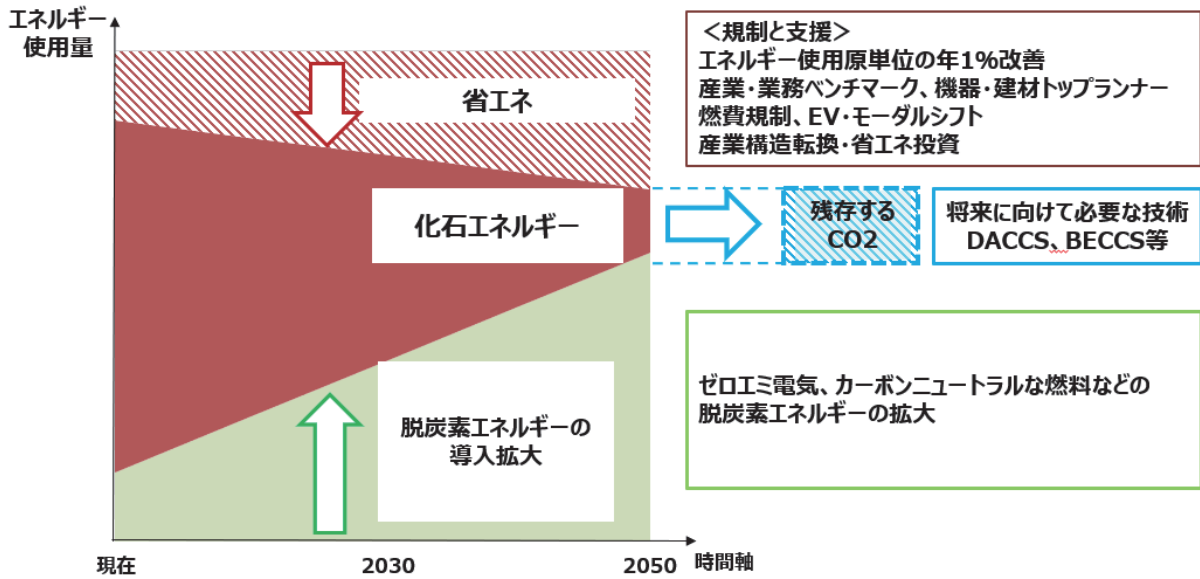 エネルギー
使用量
省エネ
化石エネルギー
脱炭素エネルギーの
導入拡大
現在
2030
2050
時間軸
＜規制と支援＞
エネルギー使用原単位の年1%改善
産業・業務ベンチマーク、機器・建材トップランナー
燃費規制、EV・モーダルシフト
産業構造転換・省エネ投資
残存する
CO2
将来に向けて必要な技術
DACCS、BECCS等
ゼロエミ電気、カーボンニュートラルな燃料などの
脱炭素エネルギーの拡大